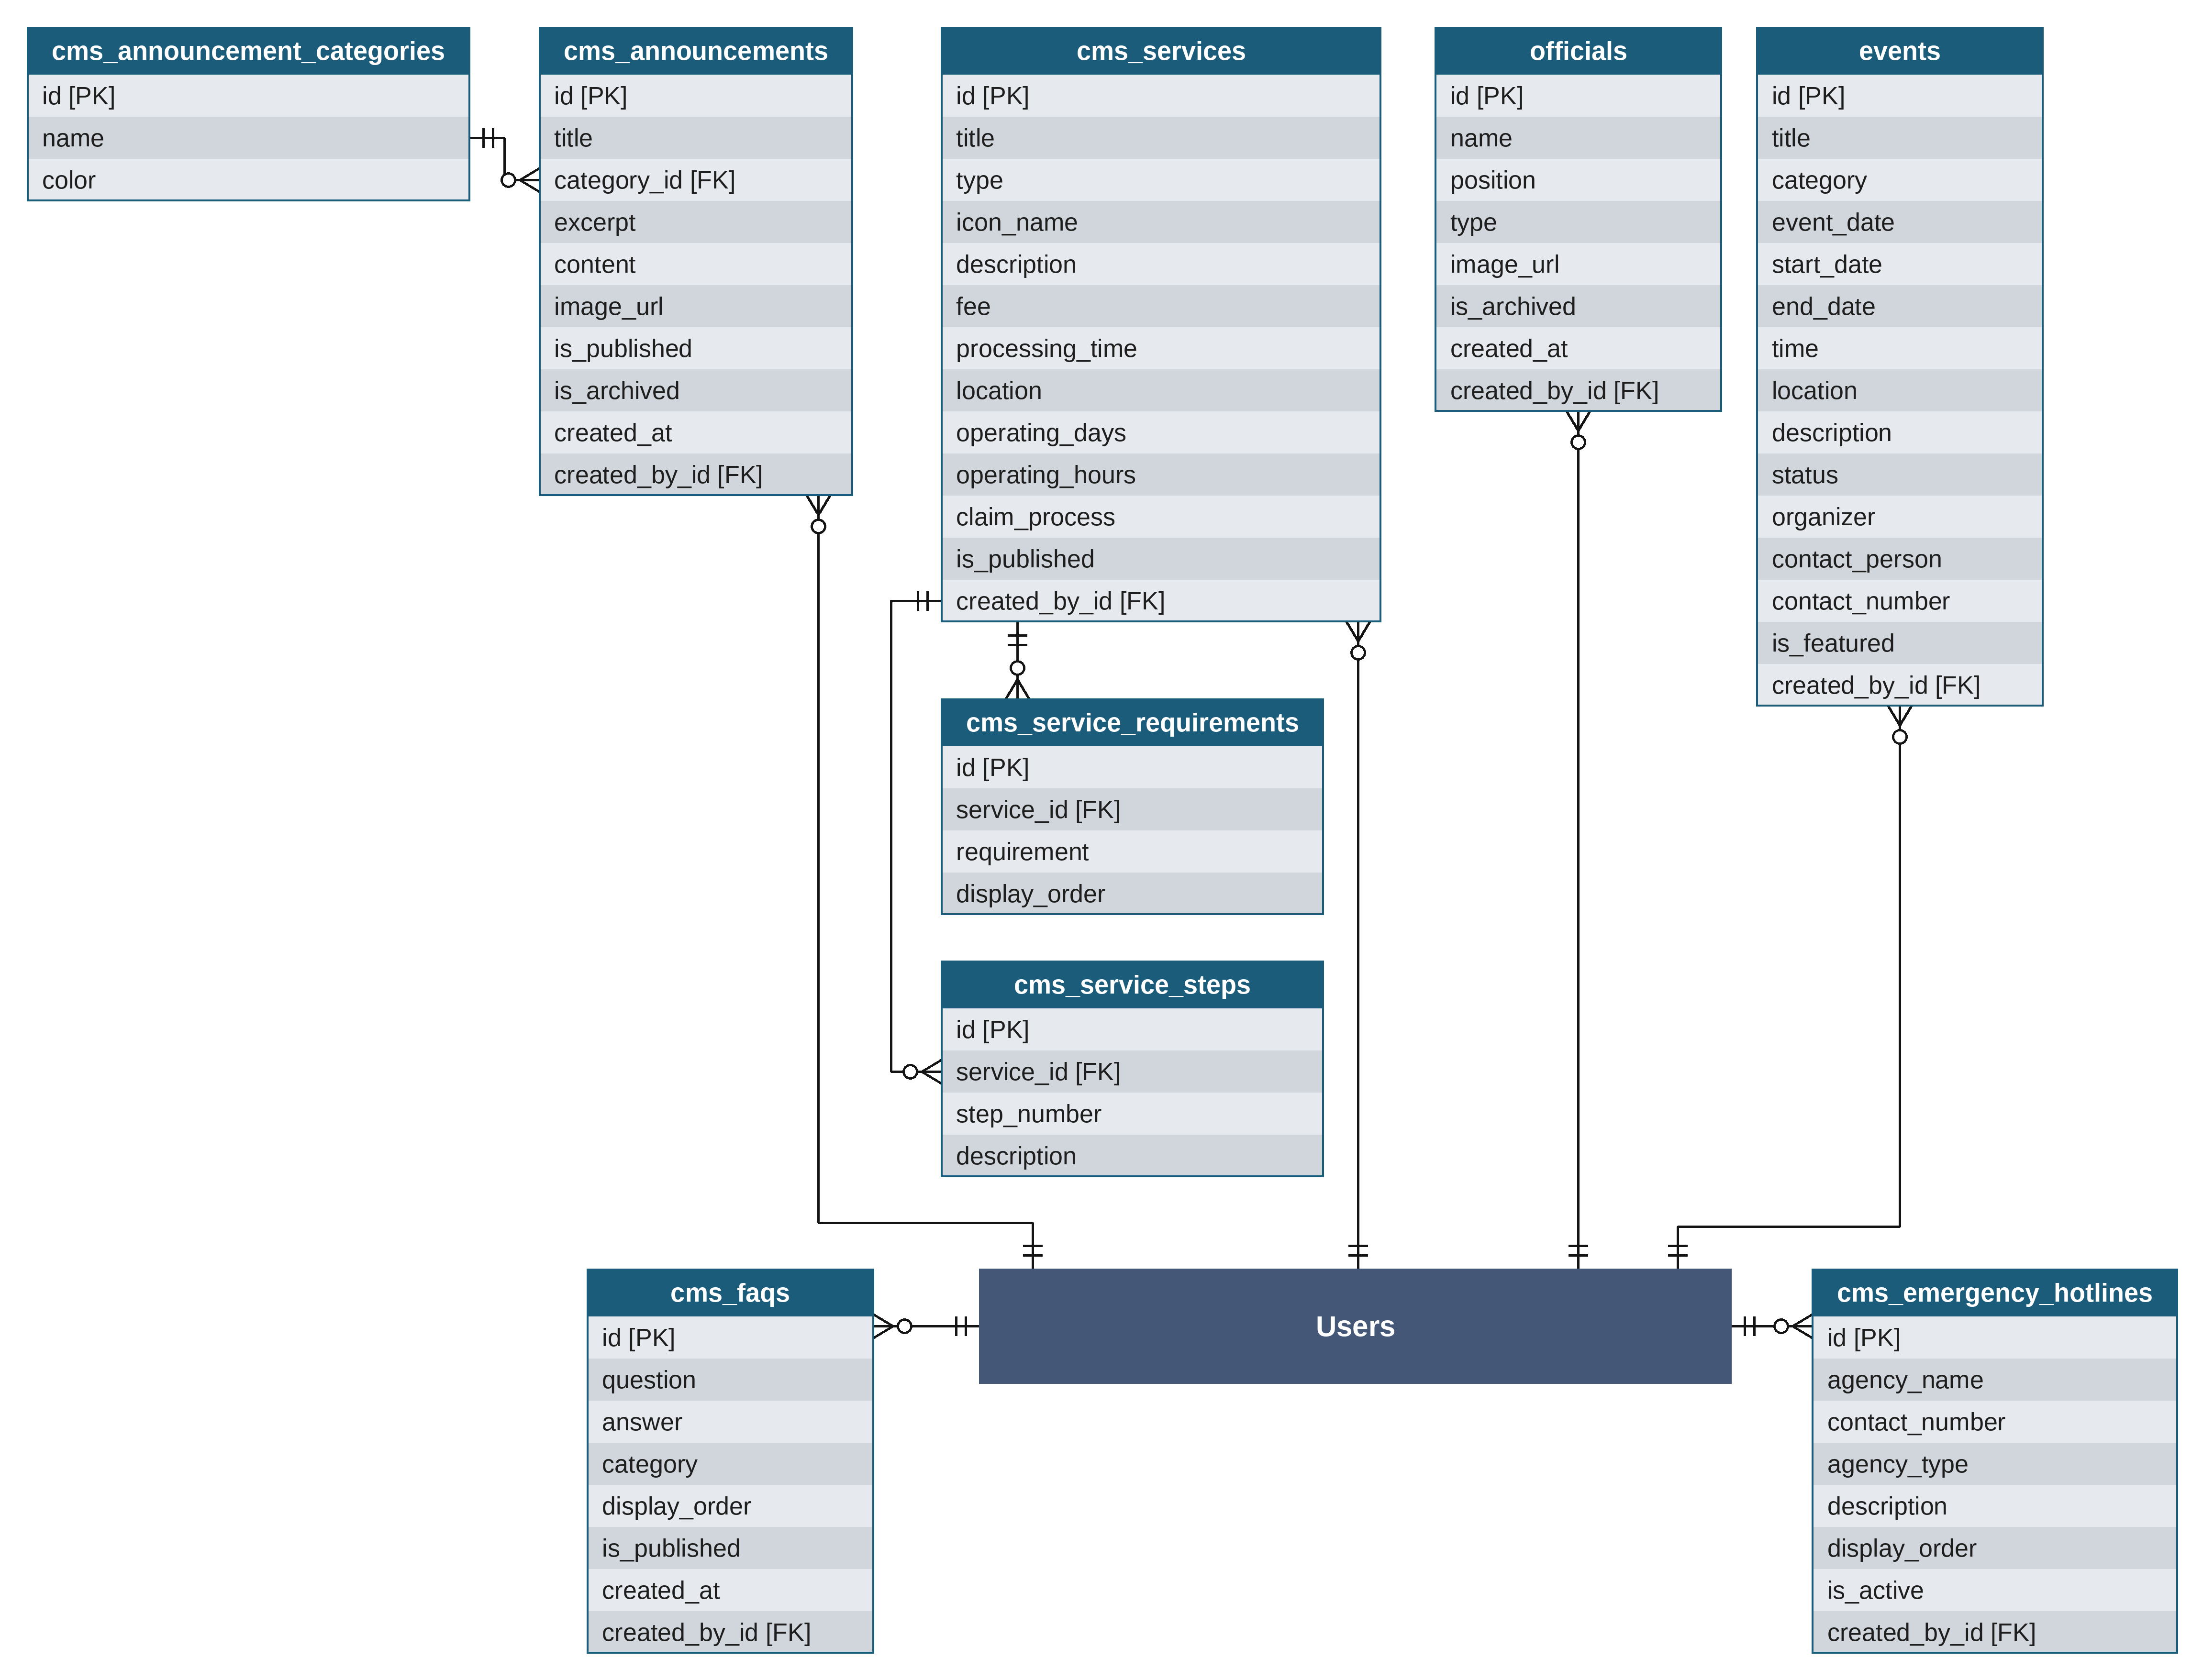 cms_announcement_categories
id [PK]
name
color
cms_announcements
id [PK]
title
category_id [FK]
excerpt
content
image_url
is_published
is_archived
created_at
created_by_id [FK]
cms_services
id [PK]
title
type
icon_name
description
fee
processing_time
location
operating_days
operating_hours
claim_process
is_published
created_by_id [FK]
officials
id [PK]
name
position
type
image_url
is_archived
created_at
created_by_id [FK]
events
id [PK]
title
category
event_date
start_date
end_date
time
location
description
status
organizer
contact_person
contact_number
is_featured
created_by_id [FK]
cms_service_requirements
id [PK]
service_id [FK]
requirement
display_order
cms_service_steps
id [PK]
service_id [FK]
step_number
description
cms_faqs
id [PK]
question
answer
category
display_order
is_published
created_at
created_by_id [FK]
Users
cms_emergency_hotlines
id [PK]
agency_name
contact_number
agency_type
description
display_order
is_active
created_by_id [FK]